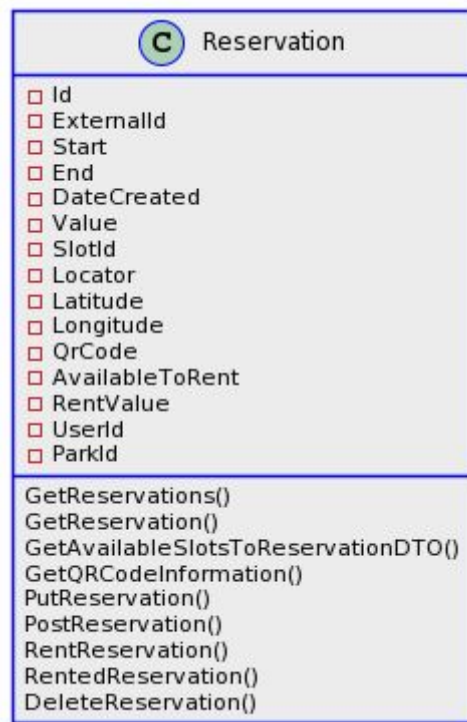 C Reservation
Id
ExternalId
Start
End
DateCreated
Value
SlotId
Locator
Latitude
Longitude
QrCode
AvailableToRent
RentValue
UserId
ParkId
GetReservations()
GetReservation()
GetAvailableSlotsToReservationDTO()
GetQRCodeInformation()
PutReservation()
PostReservation()
RentReservation()
RentedReservation()
DeleteReservation()